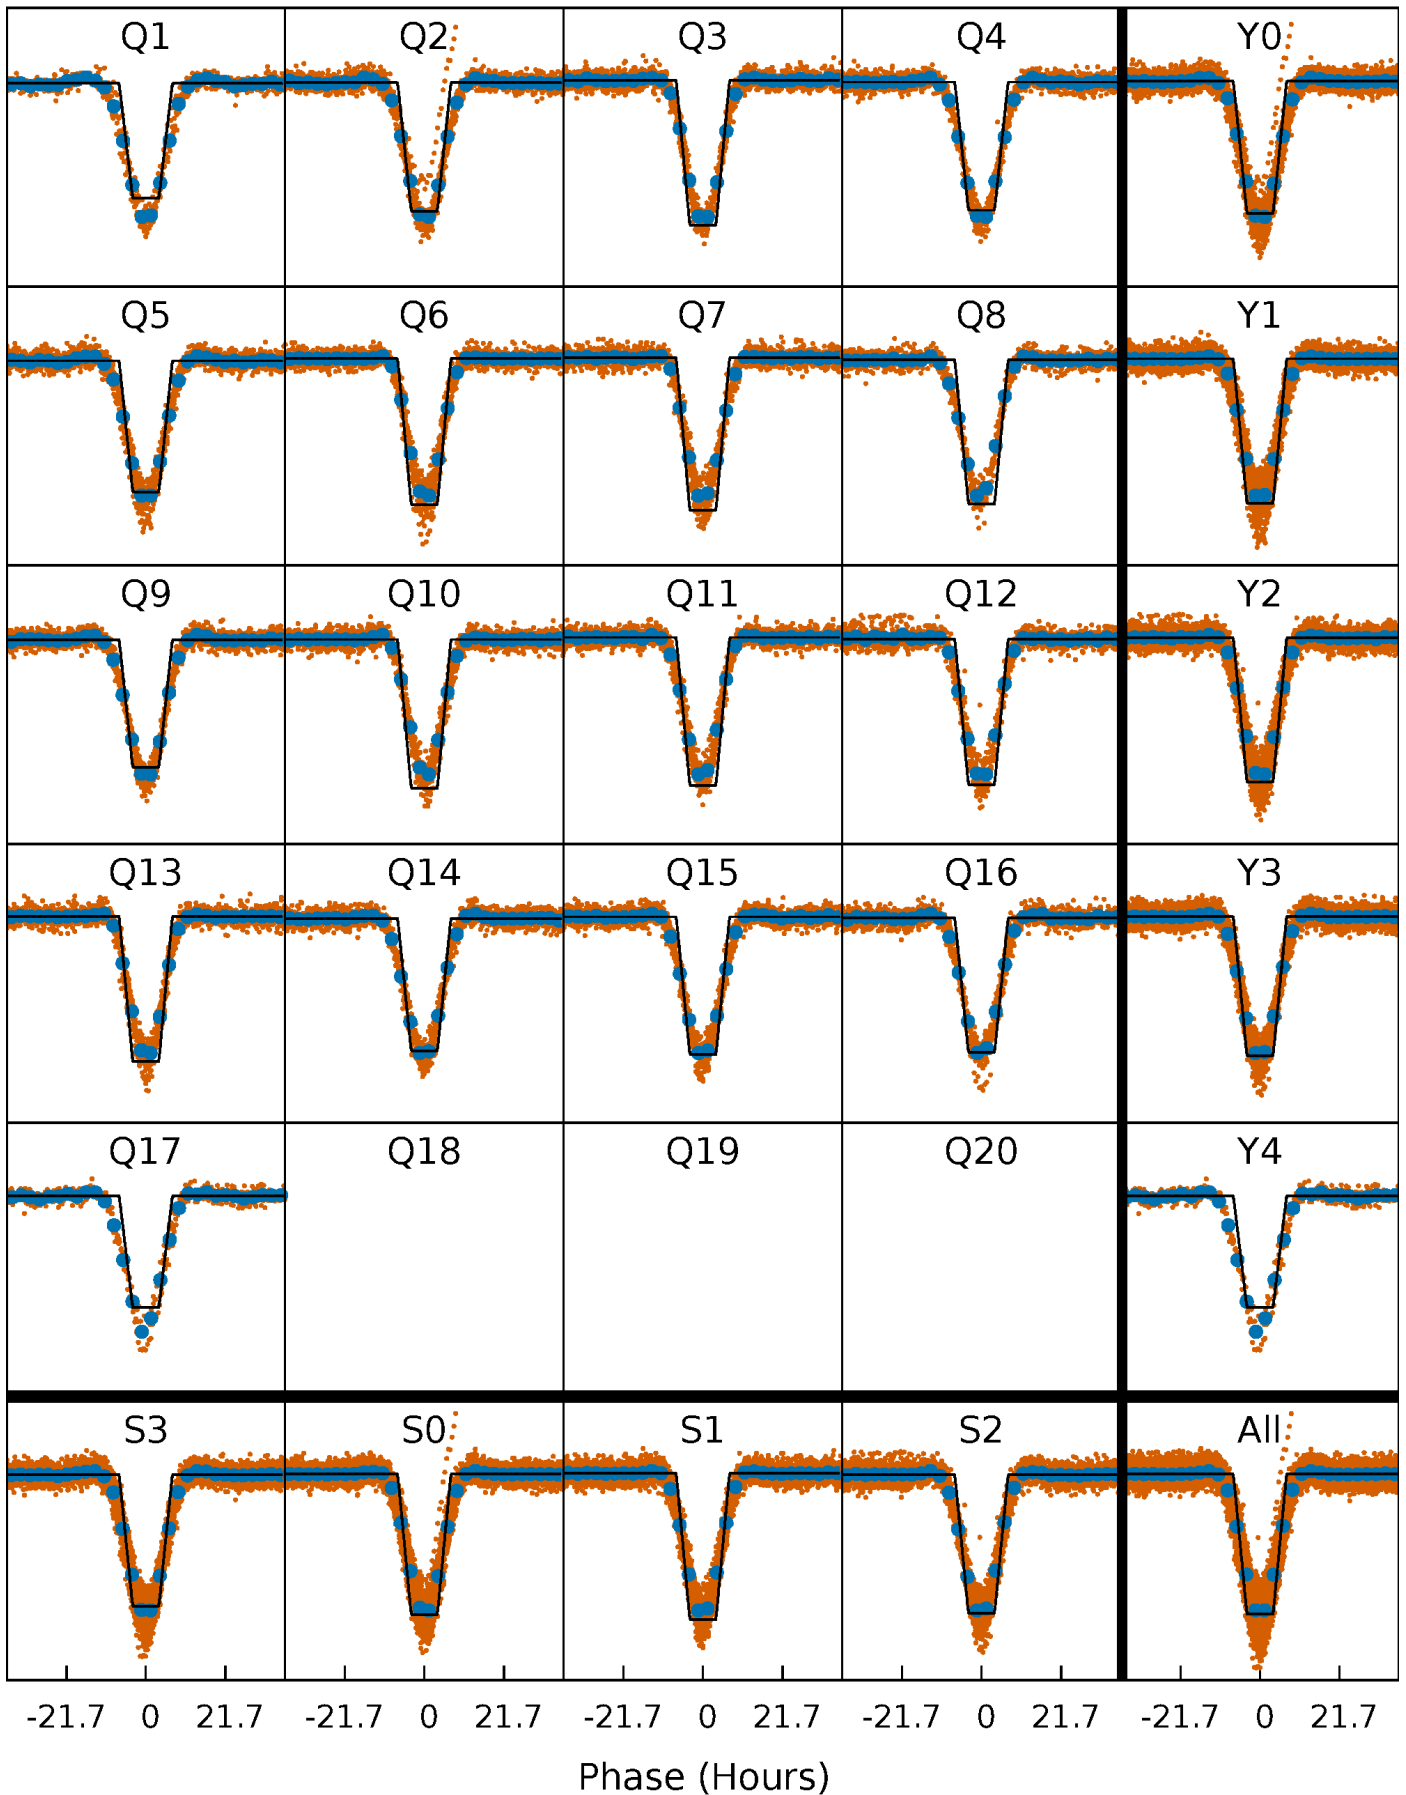 Q1 Q2 Q3 Q4 Y0
Q5 Q6 Q7 Q8 Y1
Q9 Q10 Q11 Q12 Y2
Q13 Q14 Q15 Q16 Y3
Q17 Q18 Q19 Q20 Y4
S3 S0 S1 S2 All
-21.7 0 21.7 -21.7 0 21.7 -21.7 0 21.7 -21.7 0 21.7 -21.7 0 21.7
Phase (Hours)